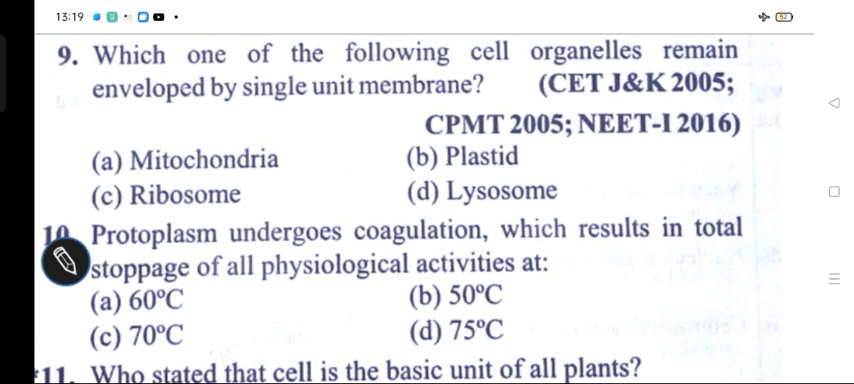 13:19
52
9. Which one of the following cell organelles remain
enveloped by single unit membrane? (CET J&K 2005;
CPMT 2005; NEET-I 2016)
(a) Mitochondria (b) Plastid
(c) Ribosome (d) Lysosome
10. Protoplasm undergoes coagulation, which results in total
stoppage of all physiological activities at:
(a) 60°C (b) 50°C
(c) 70°C (d) 75°C
*11. Who stated that cell is the basic unit of all plants?